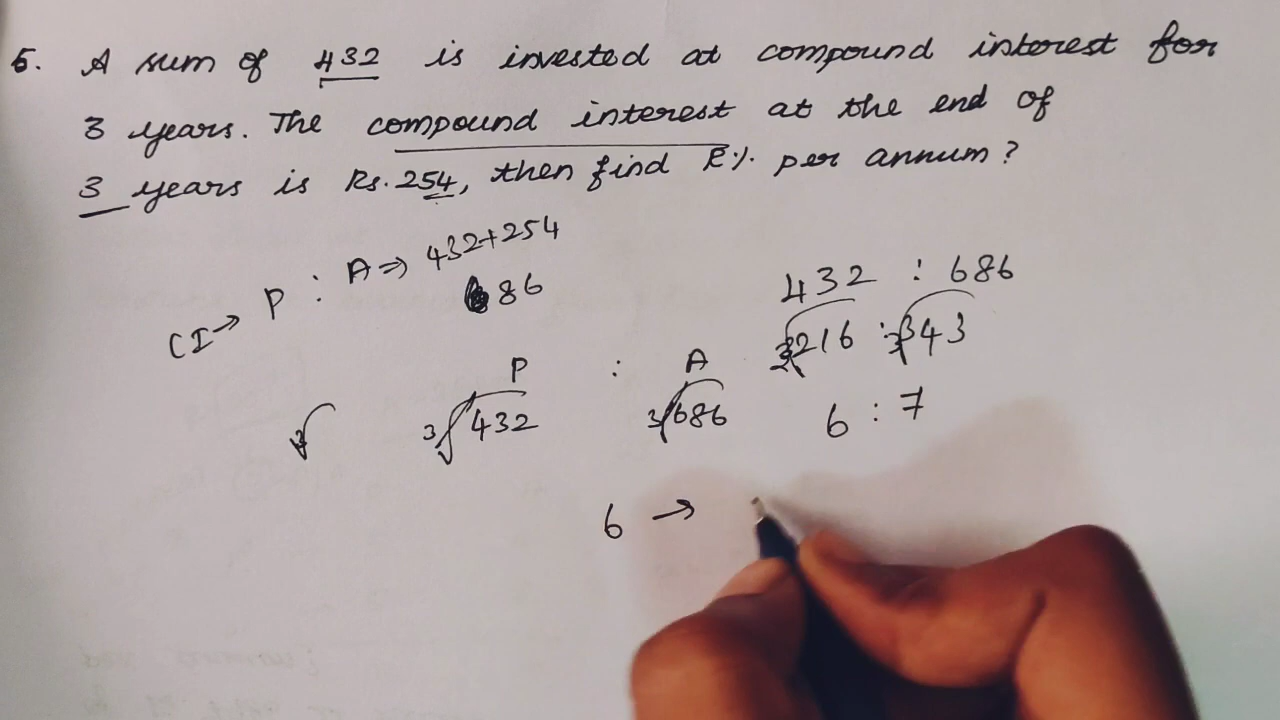 5. A sum of 432 is invested at compound interest for
3 years. The compound interest at the end of
3 years is Rs. 254, then find R%. per annum?
CI→ P : A ⇒ 432+254
686
432 : 686
∛216 : ∛343
6 : 7
P : A
∛432 ∛686
6 →